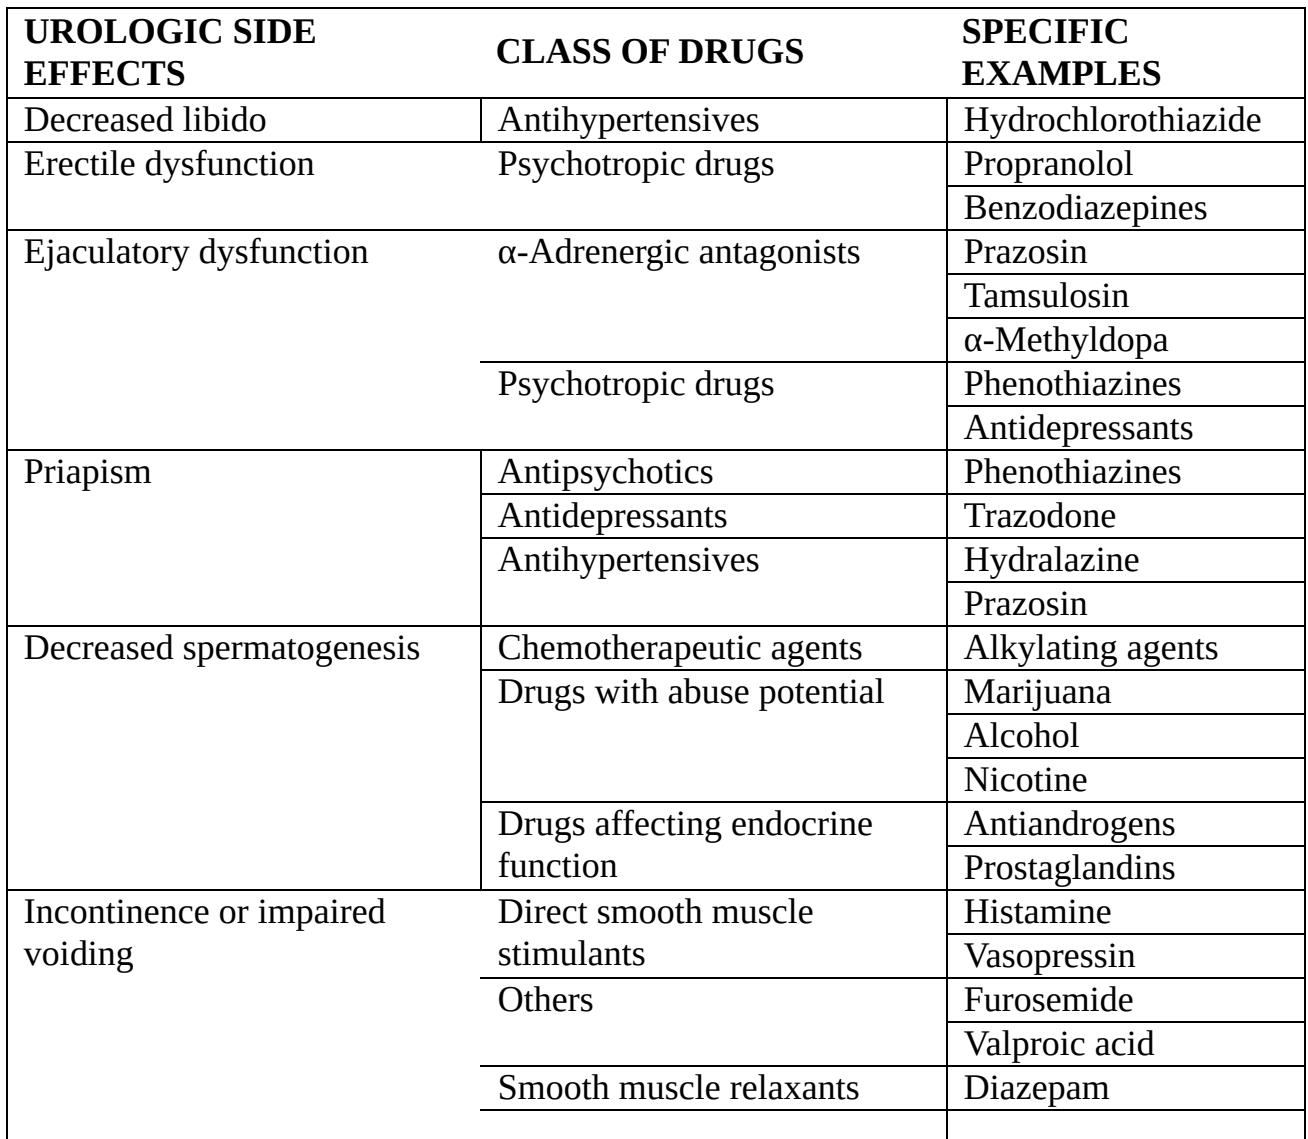 UROLOGIC SIDE
EFFECTS
CLASS OF DRUGS
SPECIFIC
EXAMPLES
Decreased libido
Antihypertensives
Hydrochlorothiazide
Erectile dysfunction
Psychotropic drugs
Propranolol
Benzodiazepines
Ejaculatory dysfunction
α-Adrenergic antagonists
Prazosin
Tamsulosin
α-Methyldopa
Psychotropic drugs
Phenothiazines
Antidepressants
Priapism
Antipsychotics
Phenothiazines
Antidepressants
Trazodone
Antihypertensives
Hydralazine
Prazosin
Decreased spermatogenesis
Chemotherapeutic agents
Alkylating agents
Drugs with abuse potential
Marijuana
Alcohol
Nicotine
Drugs affecting endocrine
function
Antiandrogens
Prostaglandins
Incontinence or impaired
voiding
Direct smooth muscle
stimulants
Histamine
Vasopressin
Others
Furosemide
Valproic acid
Smooth muscle relaxants
Diazepam